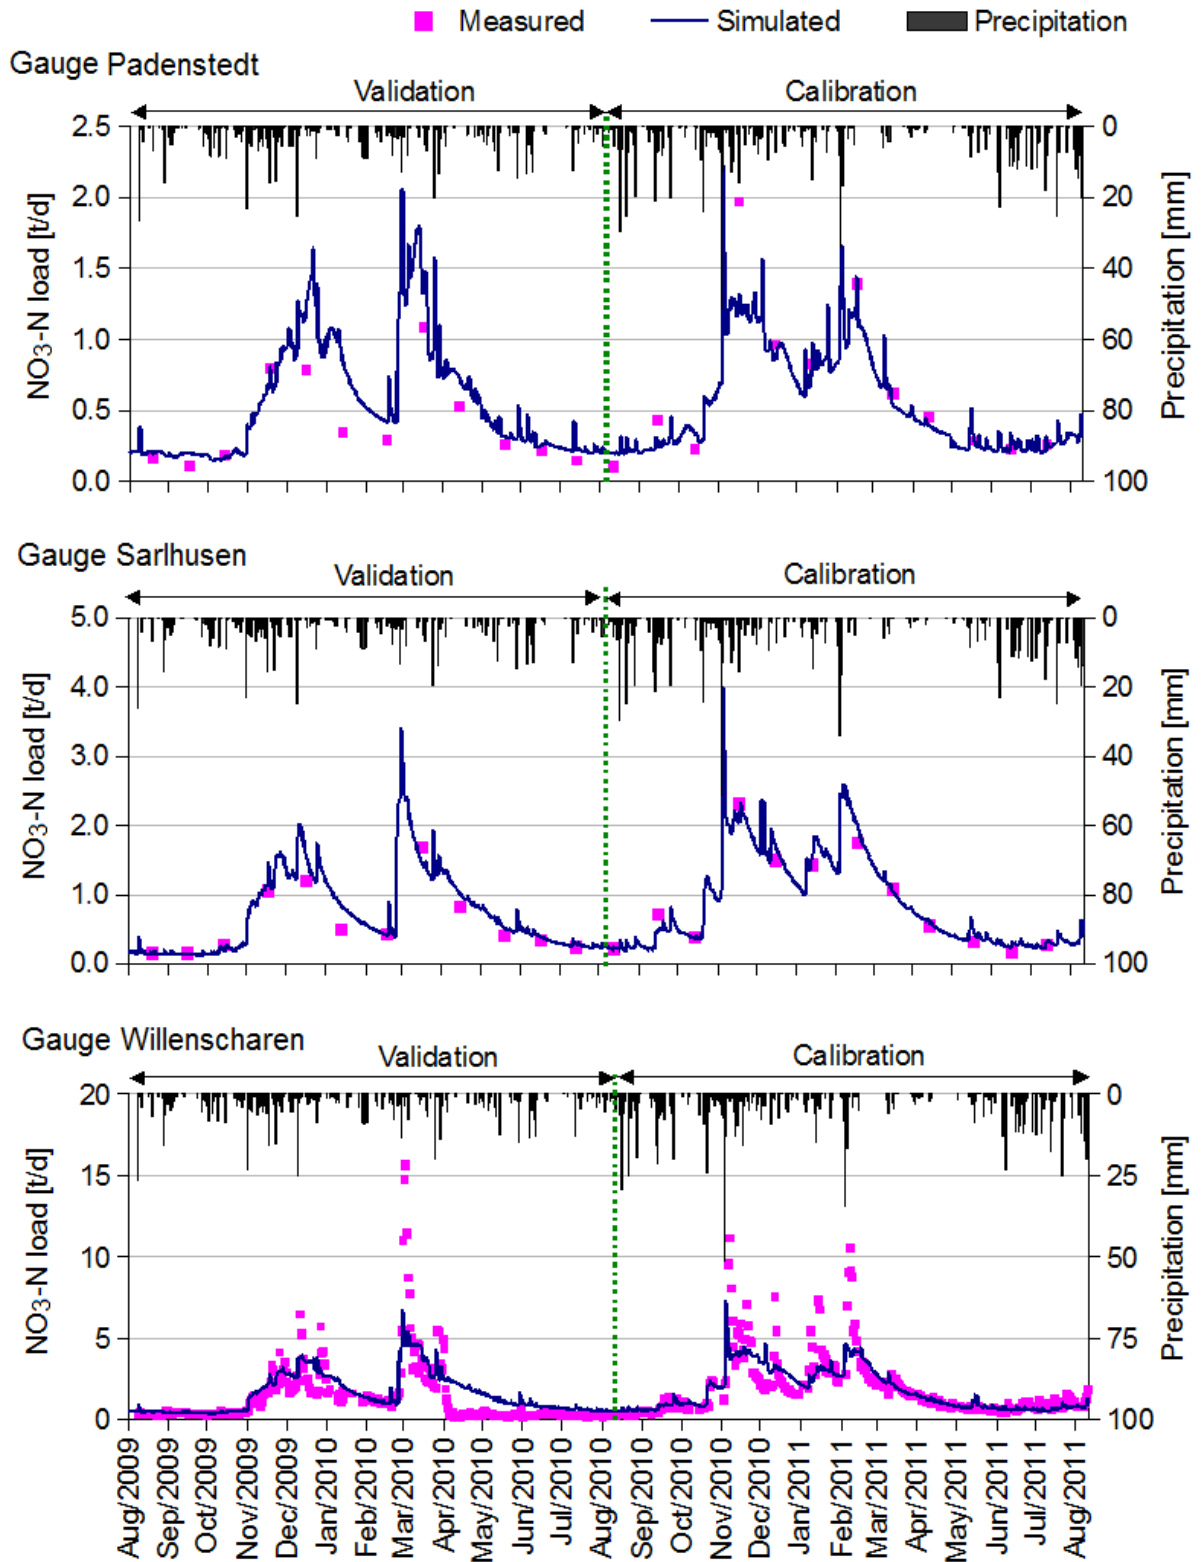 Measured Simulated Precipitation
Gauge Padenstedt
Validation Calibration
2.5 0
2.0 20
1.5 40
1.0 60
0.5 80
0.0 100
NO3-N load [t/d]
Precipitation [mm]
Gauge Sarlhusen
Validation Calibration
5.0 0
4.0 20
3.0 40
2.0 60
1.0 80
0.0 100
NO3-N load [t/d]
Precipitation [mm]
Gauge Willenscharen
Validation Calibration
20 0
15 25
10 50
5 75
0 100
NO3-N load [t/d]
Precipitation [mm]
Aug/2009 Sep/2009 Oct/2009 Nov/2009 Dec/2009 Jan/2010 Feb/2010 Mar/2010 Apr/2010 May/2010 Jun/2010 Jul/2010 Aug/2010 Sep/2010 Oct/2010 Nov/2010 Dec/2010 Jan/2011 Feb/2011 Mar/2011 Apr/2011 May/2011 Jun/2011 Jul/2011 Aug/2011